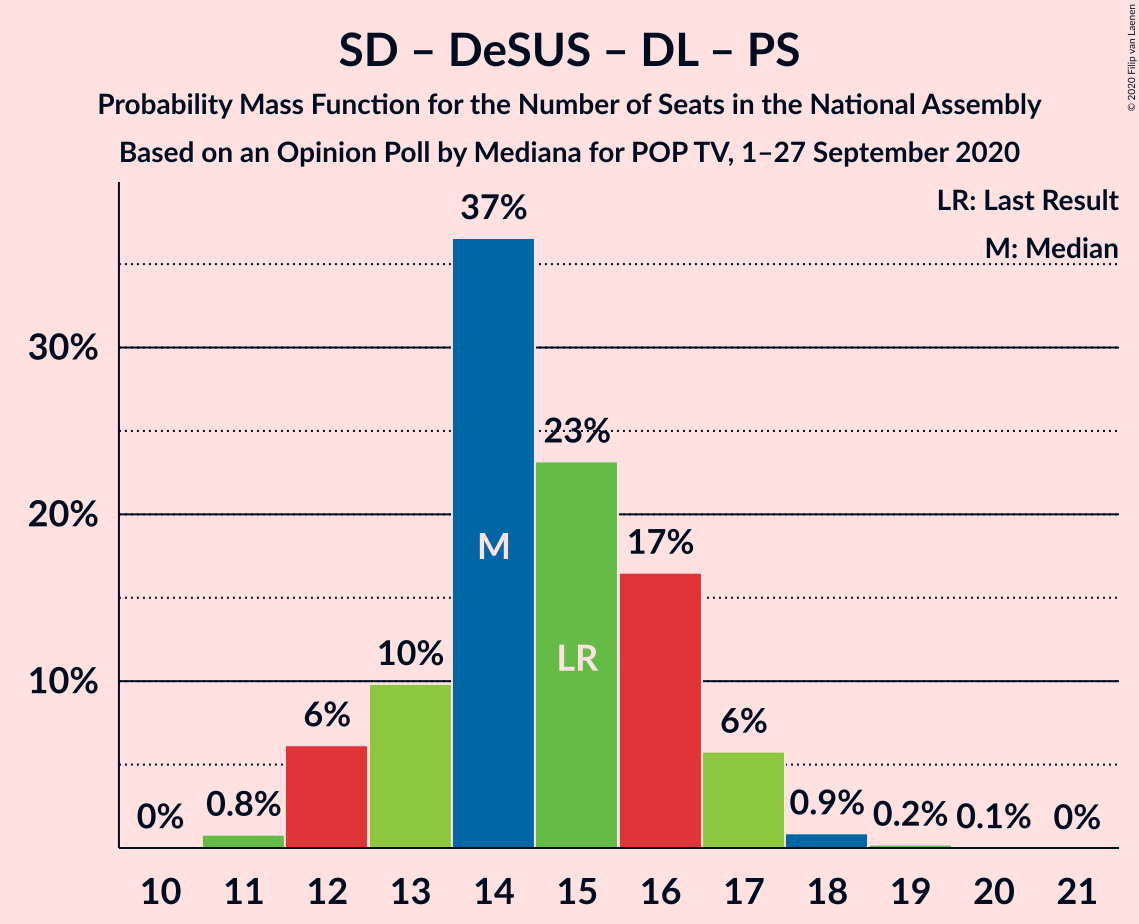 SD – DeSUS – DL – PS
Probability Mass Function for the Number of Seats in the National Assembly
Based on an Opinion Poll by Mediana for POP TV, 1–27 September 2020
© 2020 Filip van Laenen
LR: Last Result
M: Median
37%
30%
23%
20%
17%
M
LR
10%
10%
6%
6%
0%
0.8%
0.9%
0.2%
0.1%
0%
10 11 12 13 14 15 16 17 18 19 20 21